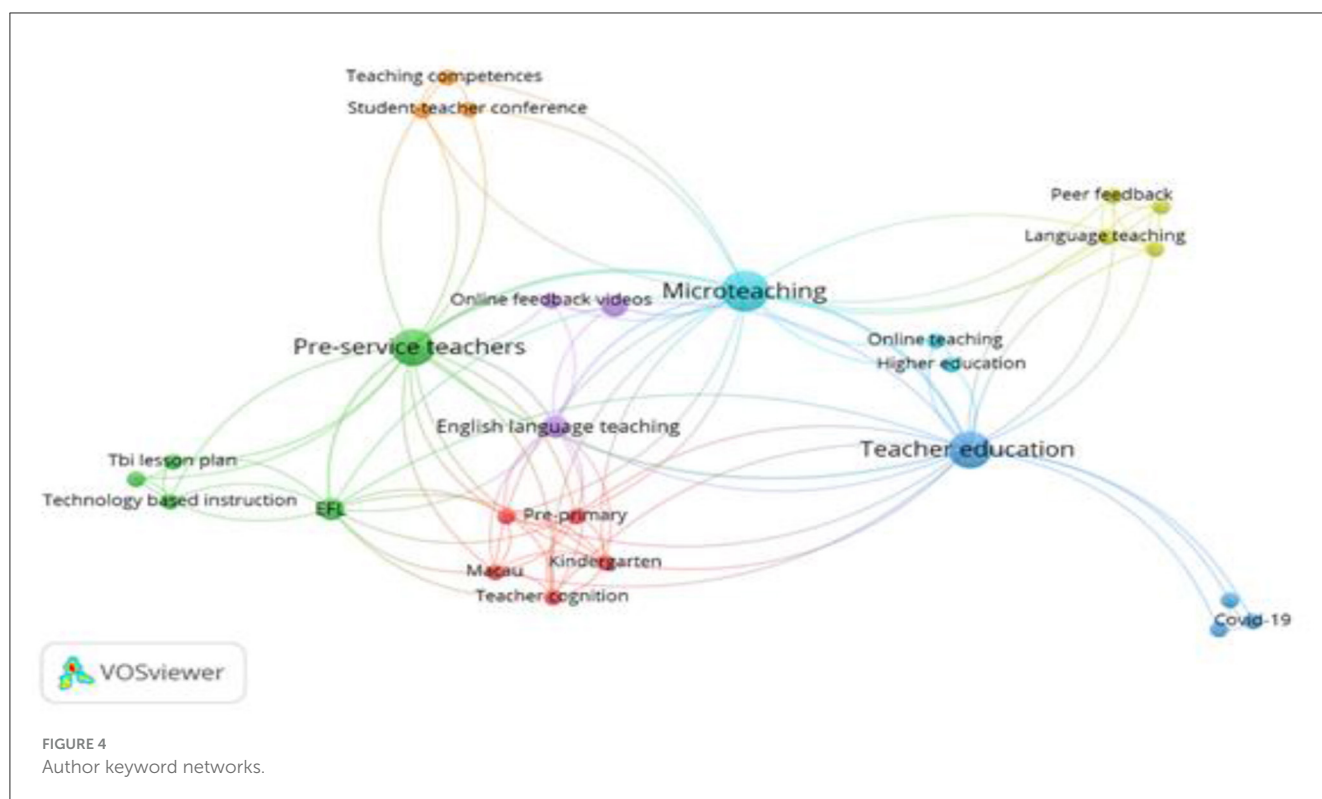 Teaching competences
Student-teacher conference
Peer feedback
Language teaching
Microteaching
Online feedback videos
Pre-service teachers
Online teaching
Higher education
English language teaching
Teacher education
Tbi lesson plan
Technology based instruction
EFL
Pre-primary
Kindergarten
Macau
Teacher cognition
Covid-19
VOSviewer
FIGURE 4
Author keyword networks.